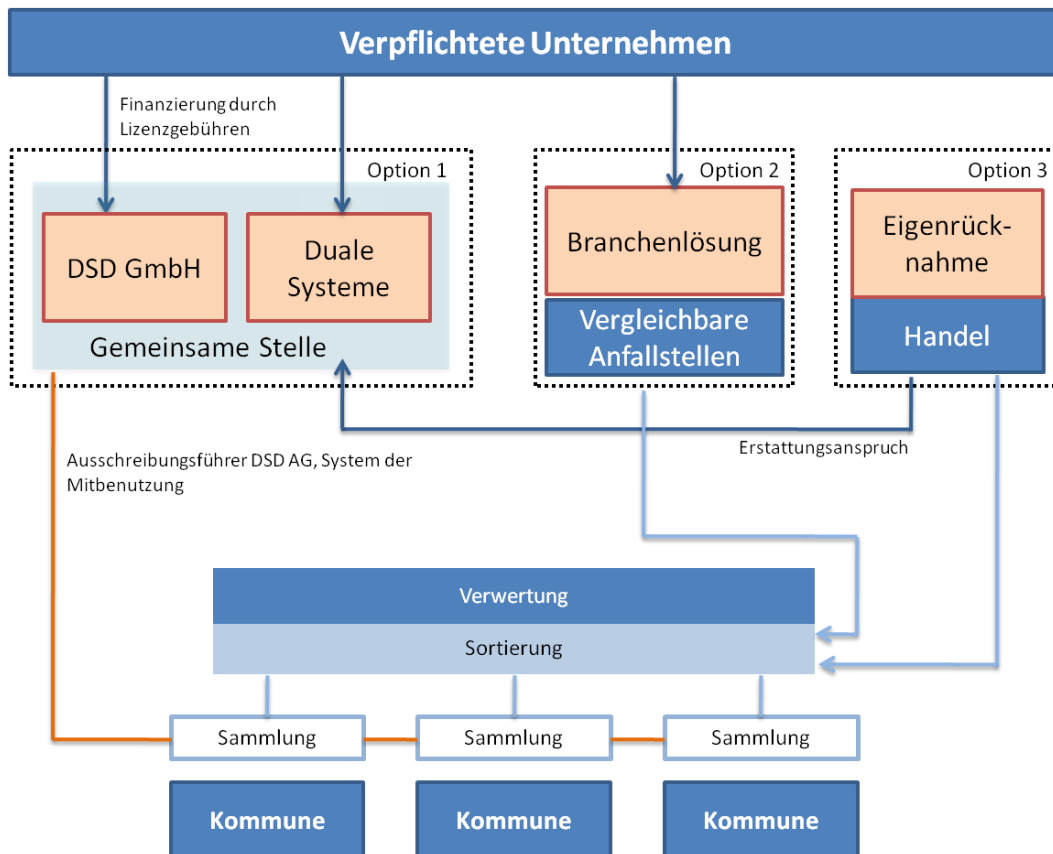 Verpflichtete Unternehmen
Finanzierung durch
Lizenzgebühren
Option 1
DSD GmbH
Duale
Systeme
Gemeinsame Stelle
Option 2
Branchenlösung
Vergleichbare
Anfallstellen
Option 3
Eigenrück-
nahme
Handel
Erstattungsanspruch
Ausschreibungsführer DSD AG, System der
Mitbenutzung
Verwertung
Sortierung
Sammlung
Sammlung
Sammlung
Kommune
Kommune
Kommune